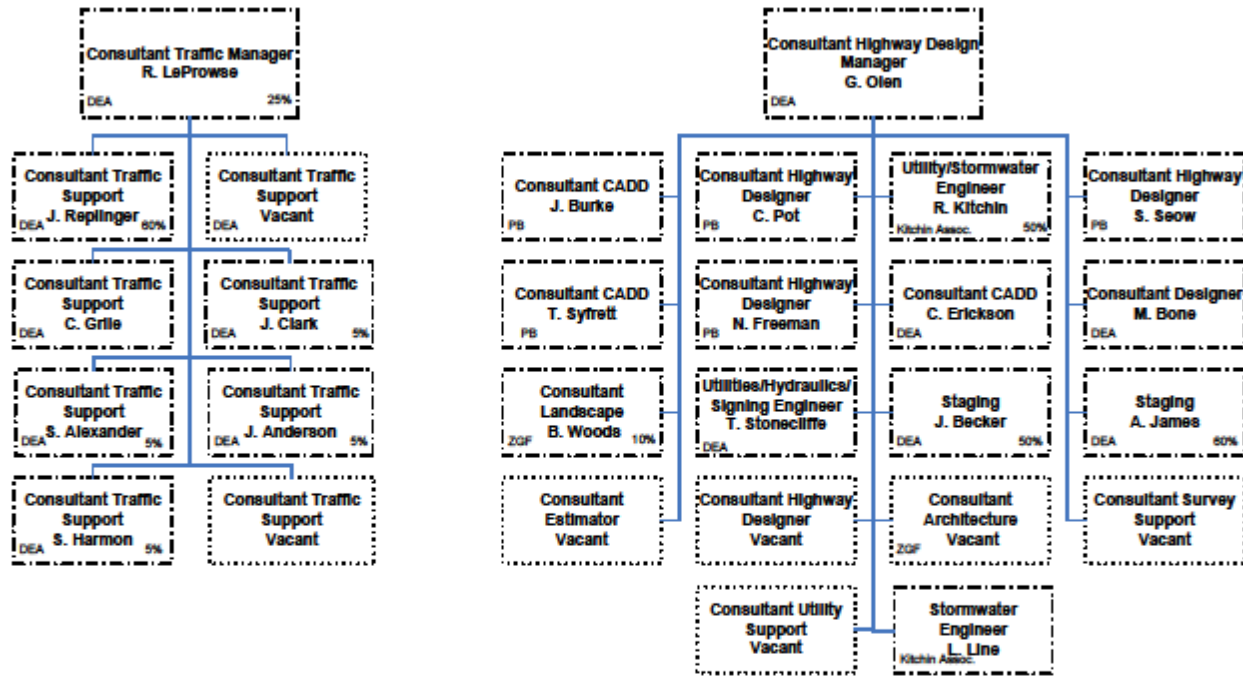 Consultant Traffic Manager
R. LeProwse
DEA 25%
Consultant Highway Design
Manager
G. Olen
DEA
Consultant Traffic
Support
J. Replinger
DEA 60%
Consultant Traffic
Support
Vacant
DEA
Consultant Traffic
Support
C. Grile
DEA
Consultant Traffic
Support
J. Clark
DEA 5%
Consultant Traffic
Support
S. Alexander
DEA 5%
Consultant Traffic
Support
J. Anderson
DEA 5%
Consultant Traffic
Support
S. Harmon
DEA 5%
Consultant Traffic
Support
Vacant
Consultant CADD
J. Burke
PB
Consultant Highway
Designer
C. Pot
PB
Utility/Stormwater
Engineer
R. Kitchin
Kitchin Assoc. 50%
Consultant Highway
Designer
S. Seow
PB
Consultant CADD
T. Syfrett
PB
Consultant Highway
Designer
N. Freeman
PB
Consultant CADD
C. Erickson
DEA
Consultant Designer
M. Bone
DEA
Consultant
Landscape
B. Woods
ZGF 10%
Utilities/Hydraulics/
Signing Engineer
T. Stonecliffe
DEA
Staging
J. Becker
DEA 50%
Staging
A. James
DEA 60%
Consultant
Estimator
Vacant
Consultant Highway
Designer
Vacant
Consultant
Architecture
Vacant
ZGF
Consultant Survey
Support
Vacant
Consultant Utility
Support
Vacant
Stormwater
Engineer
L. Line
Kitchin Assoc.